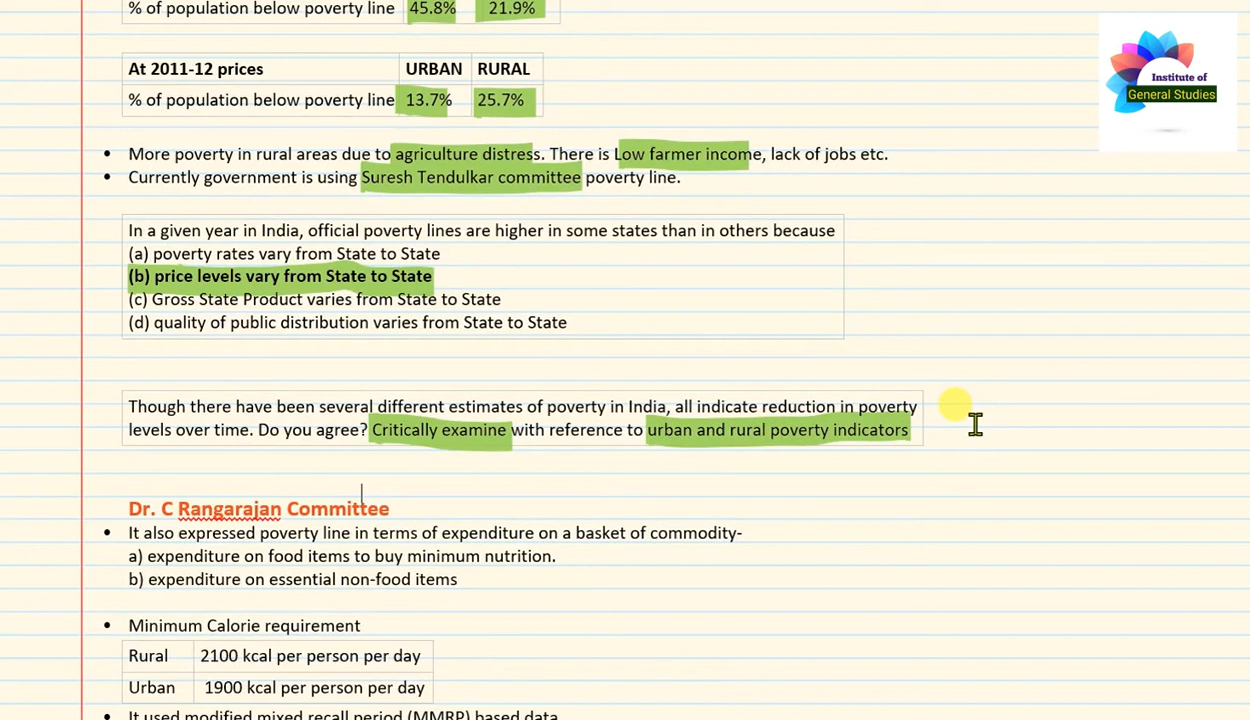 % of population below poverty line 45.8% 21.9%
At 2011-12 prices URBAN RURAL
% of population below poverty line 13.7% 25.7%
• More poverty in rural areas due to agriculture distress. There is Low farmer income, lack of jobs etc.
• Currently government is using Suresh Tendulkar committee poverty line.
In a given year in India, official poverty lines are higher in some states than in others because
(a) poverty rates vary from State to State
(b) price levels vary from State to State
(c) Gross State Product varies from State to State
(d) quality of public distribution varies from State to State
Though there have been several different estimates of poverty in India, all indicate reduction in poverty
levels over time. Do you agree? Critically examine with reference to urban and rural poverty indicators
Dr. C Rangarajan Committee
• It also expressed poverty line in terms of expenditure on a basket of commodity-
a) expenditure on food items to buy minimum nutrition.
b) expenditure on essential non-food items
• Minimum Calorie requirement
Rural 2100 kcal per person per day
Urban 1900 kcal per person per day
• It used modified mixed recall period (MMRP) based data
Institute of
General Studies